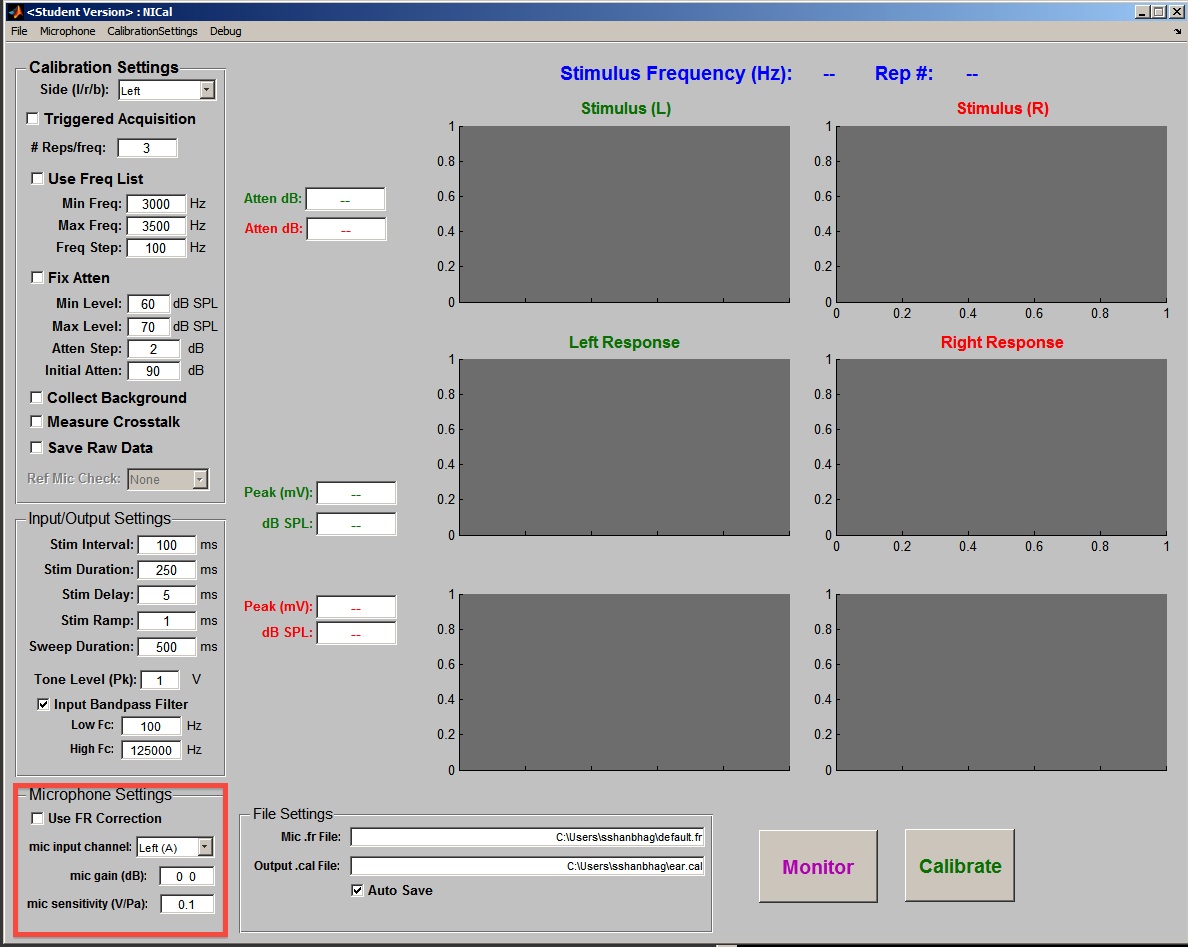 <Student Version> : NICal
File Microphone CalibrationSettings Debug
Calibration Settings
Side (l/r/b): Left
Triggered Acquisition
# Reps/freq: 3
Use Freq List
Min Freq: 3000 Hz
Max Freq: 3500 Hz
Freq Step: 100 Hz
Fix Atten
Min Level: 60 dB SPL
Max Level: 70 dB SPL
Atten Step: 2 dB
Initial Atten: 90 dB
Collect Background
Measure Crosstalk
Save Raw Data
Ref Mic Check: None
Input/Output Settings
Stim Interval: 100 ms
Stim Duration: 250 ms
Stim Delay: 5 ms
Stim Ramp: 1 ms
Sweep Duration: 500 ms
Tone Level (Pk): 1 V
Input Bandpass Filter
Low Fc: 100 Hz
High Fc: 125000 Hz
Microphone Settings
Use FR Correction
mic input channel: Left (A)
mic gain (dB): 0 0
mic sensitivity (V/Pa): 0.1
Atten dB: --
Atten dB: --
Peak (mV): --
dB SPL: --
Peak (mV): --
dB SPL: --
Stimulus Frequency (Hz): -- Rep #: --
Stimulus (L)
1
0.8
0.6
0.4
0.2
0
Stimulus (R)
1
0.8
0.6
0.4
0.2
0
0 0.2 0.4 0.6 0.8 1
Left Response
1
0.8
0.6
0.4
0.2
0
Right Response
1
0.8
0.6
0.4
0.2
0
0 0.2 0.4 0.6 0.8 1
1
0.8
0.6
0.4
0.2
0
1
0.8
0.6
0.4
0.2
0
File Settings
Mic .fr File: C:\Users\sshanbhag\default.fr
Output .cal File: C:\Users\sshanbhag\ear.cal
Auto Save
Monitor
Calibrate